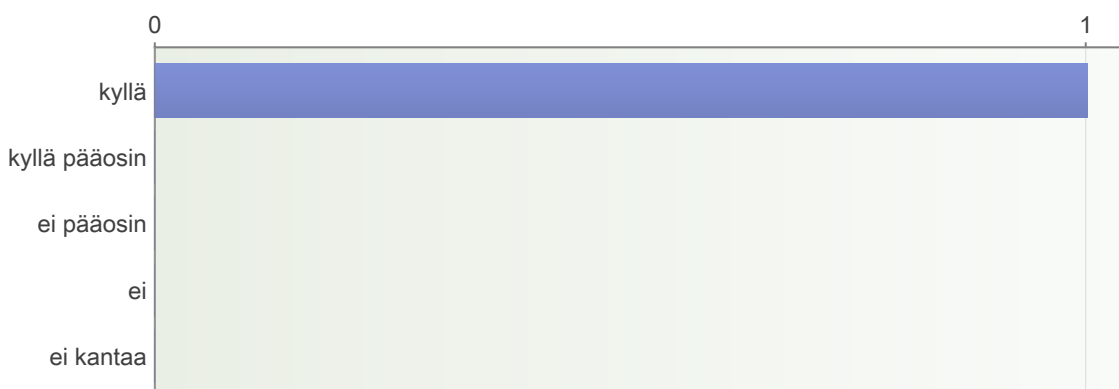 0 1
kyllä
kyllä pääosin
ei pääosin
ei
ei kantaa